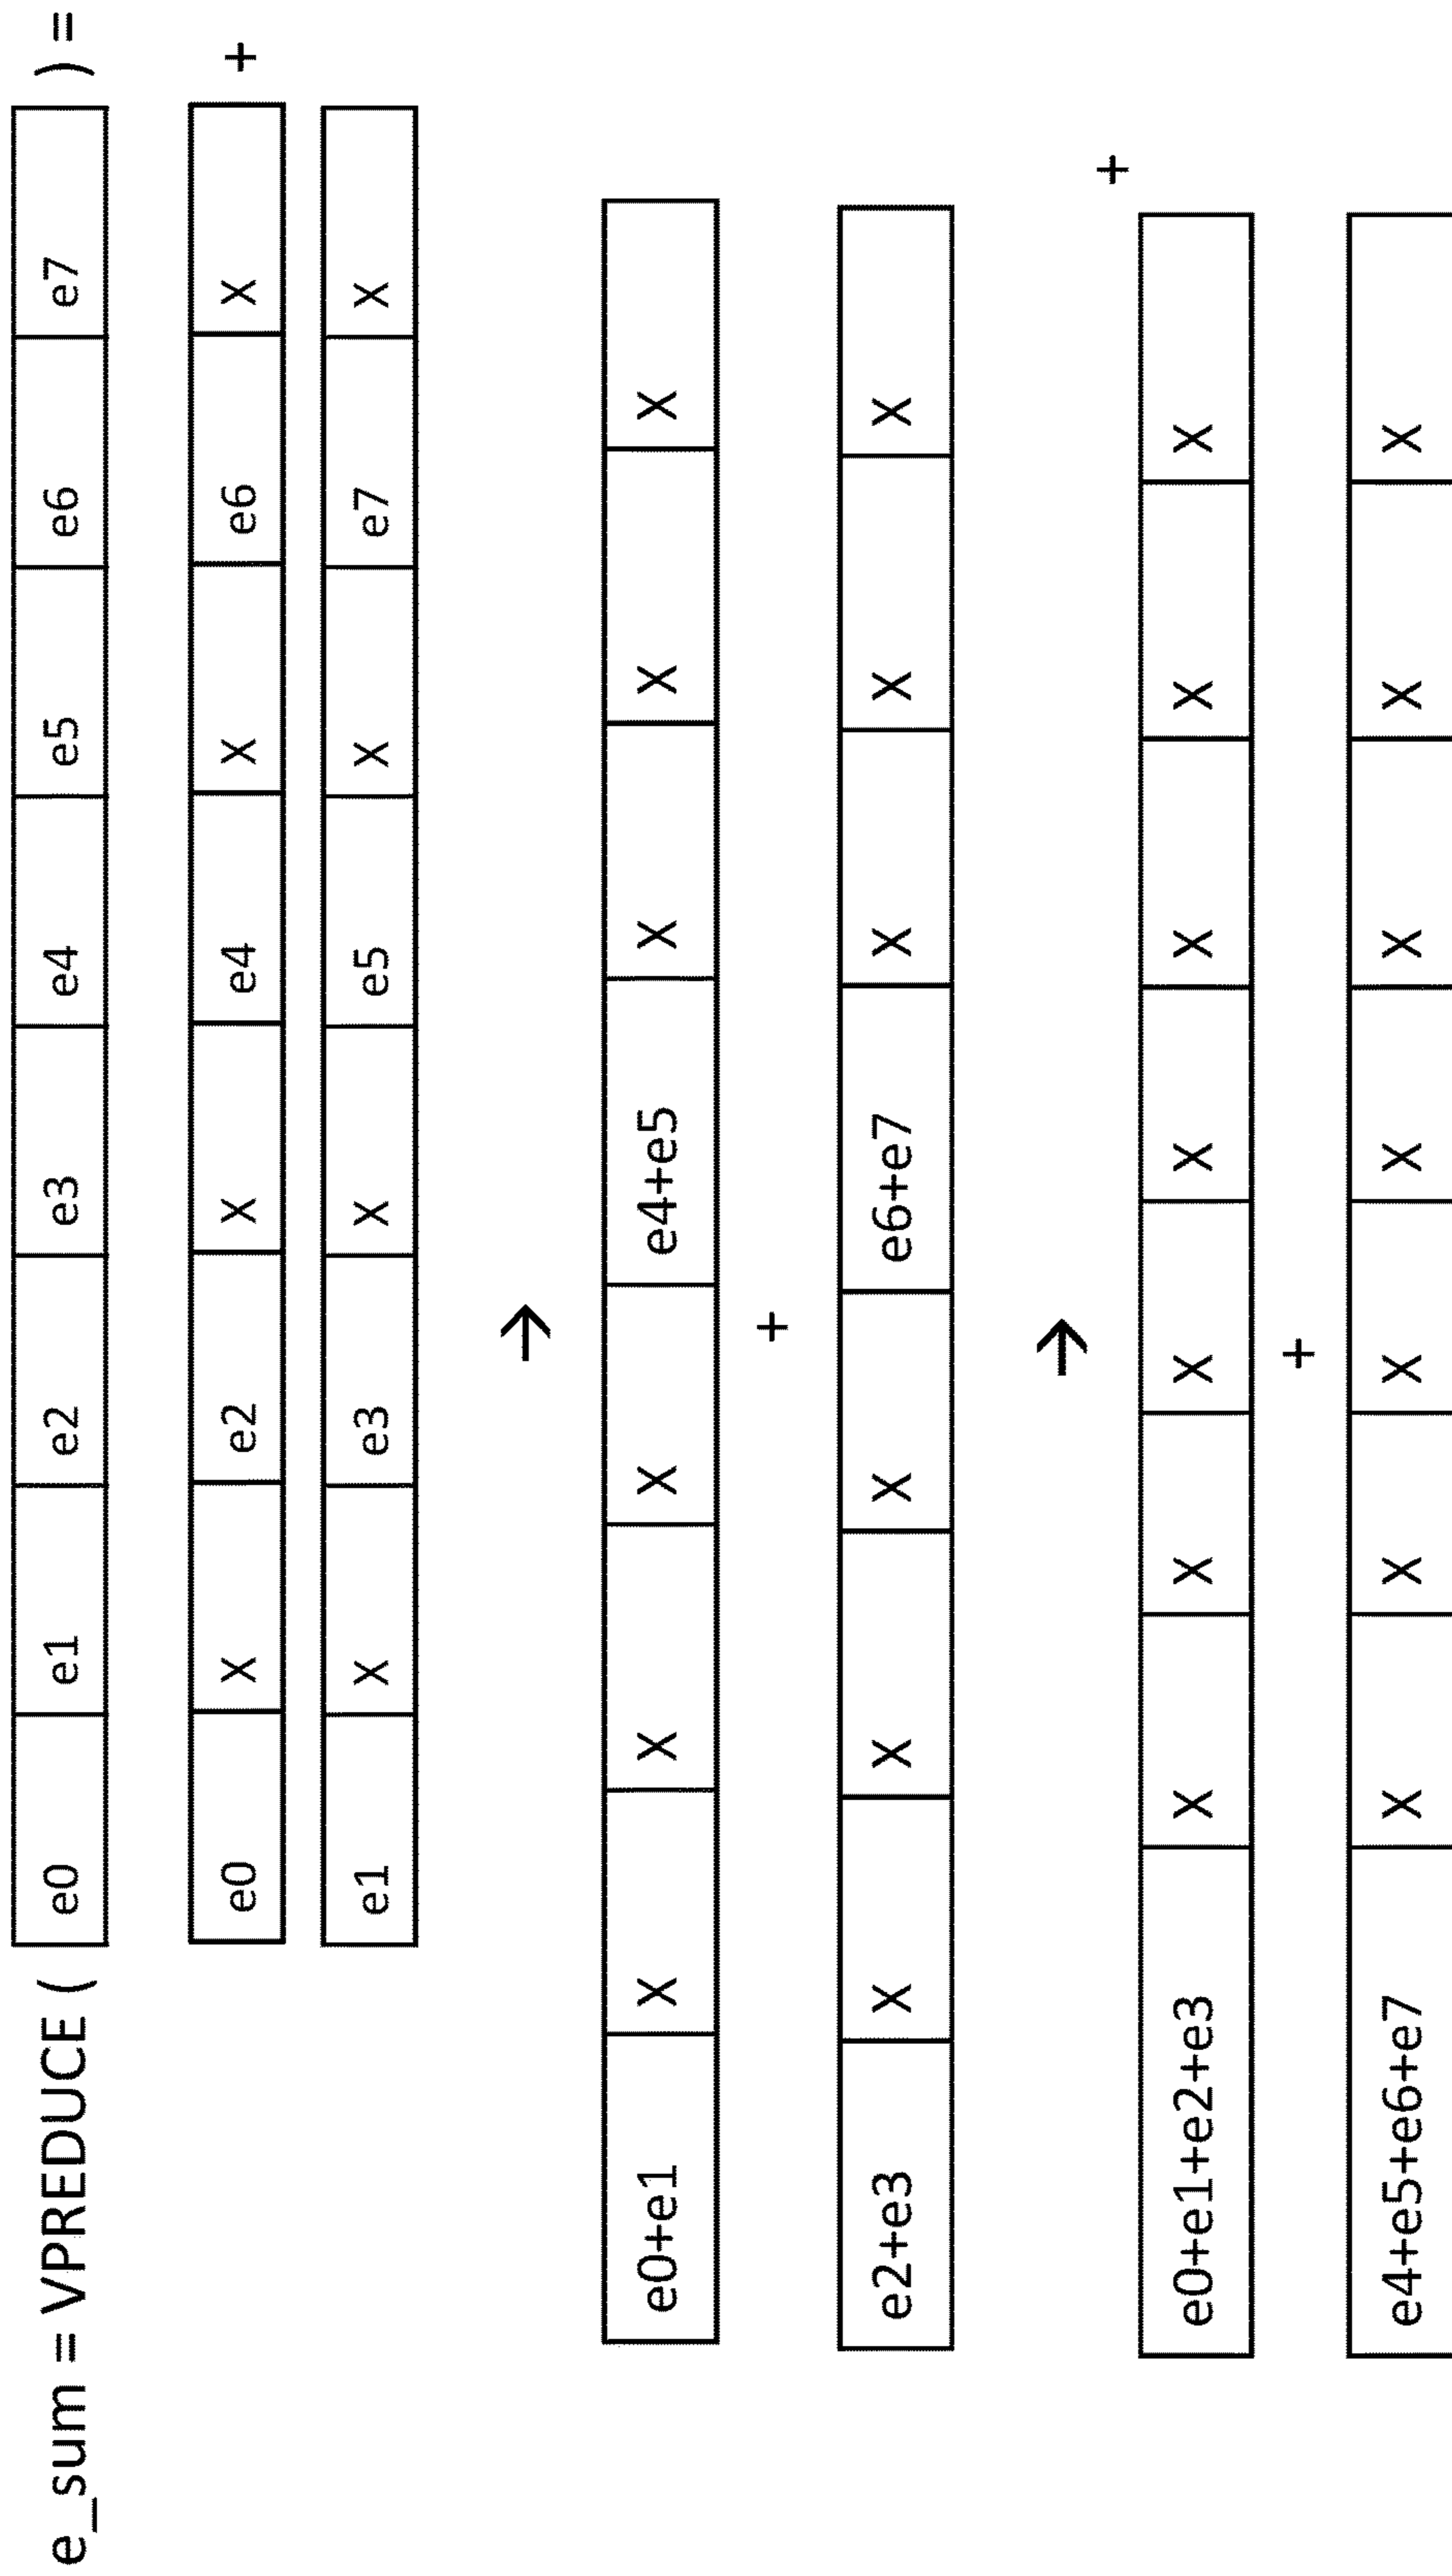 e_sum = VPREDUCE ( e0 e1 e2 e3 e4 e5 e6 e7 ) =
e0 X e2 X e4 X e6 X +
e1 X e3 X e5 X e7 X
→
e0+e1 X X X e4+e5 X X X
+
e2+e3 X X X e6+e7 X X X
→ +
e0+e1+e2+e3 X X X X X X X
+
e4+e5+e6+e7 X X X X X X X